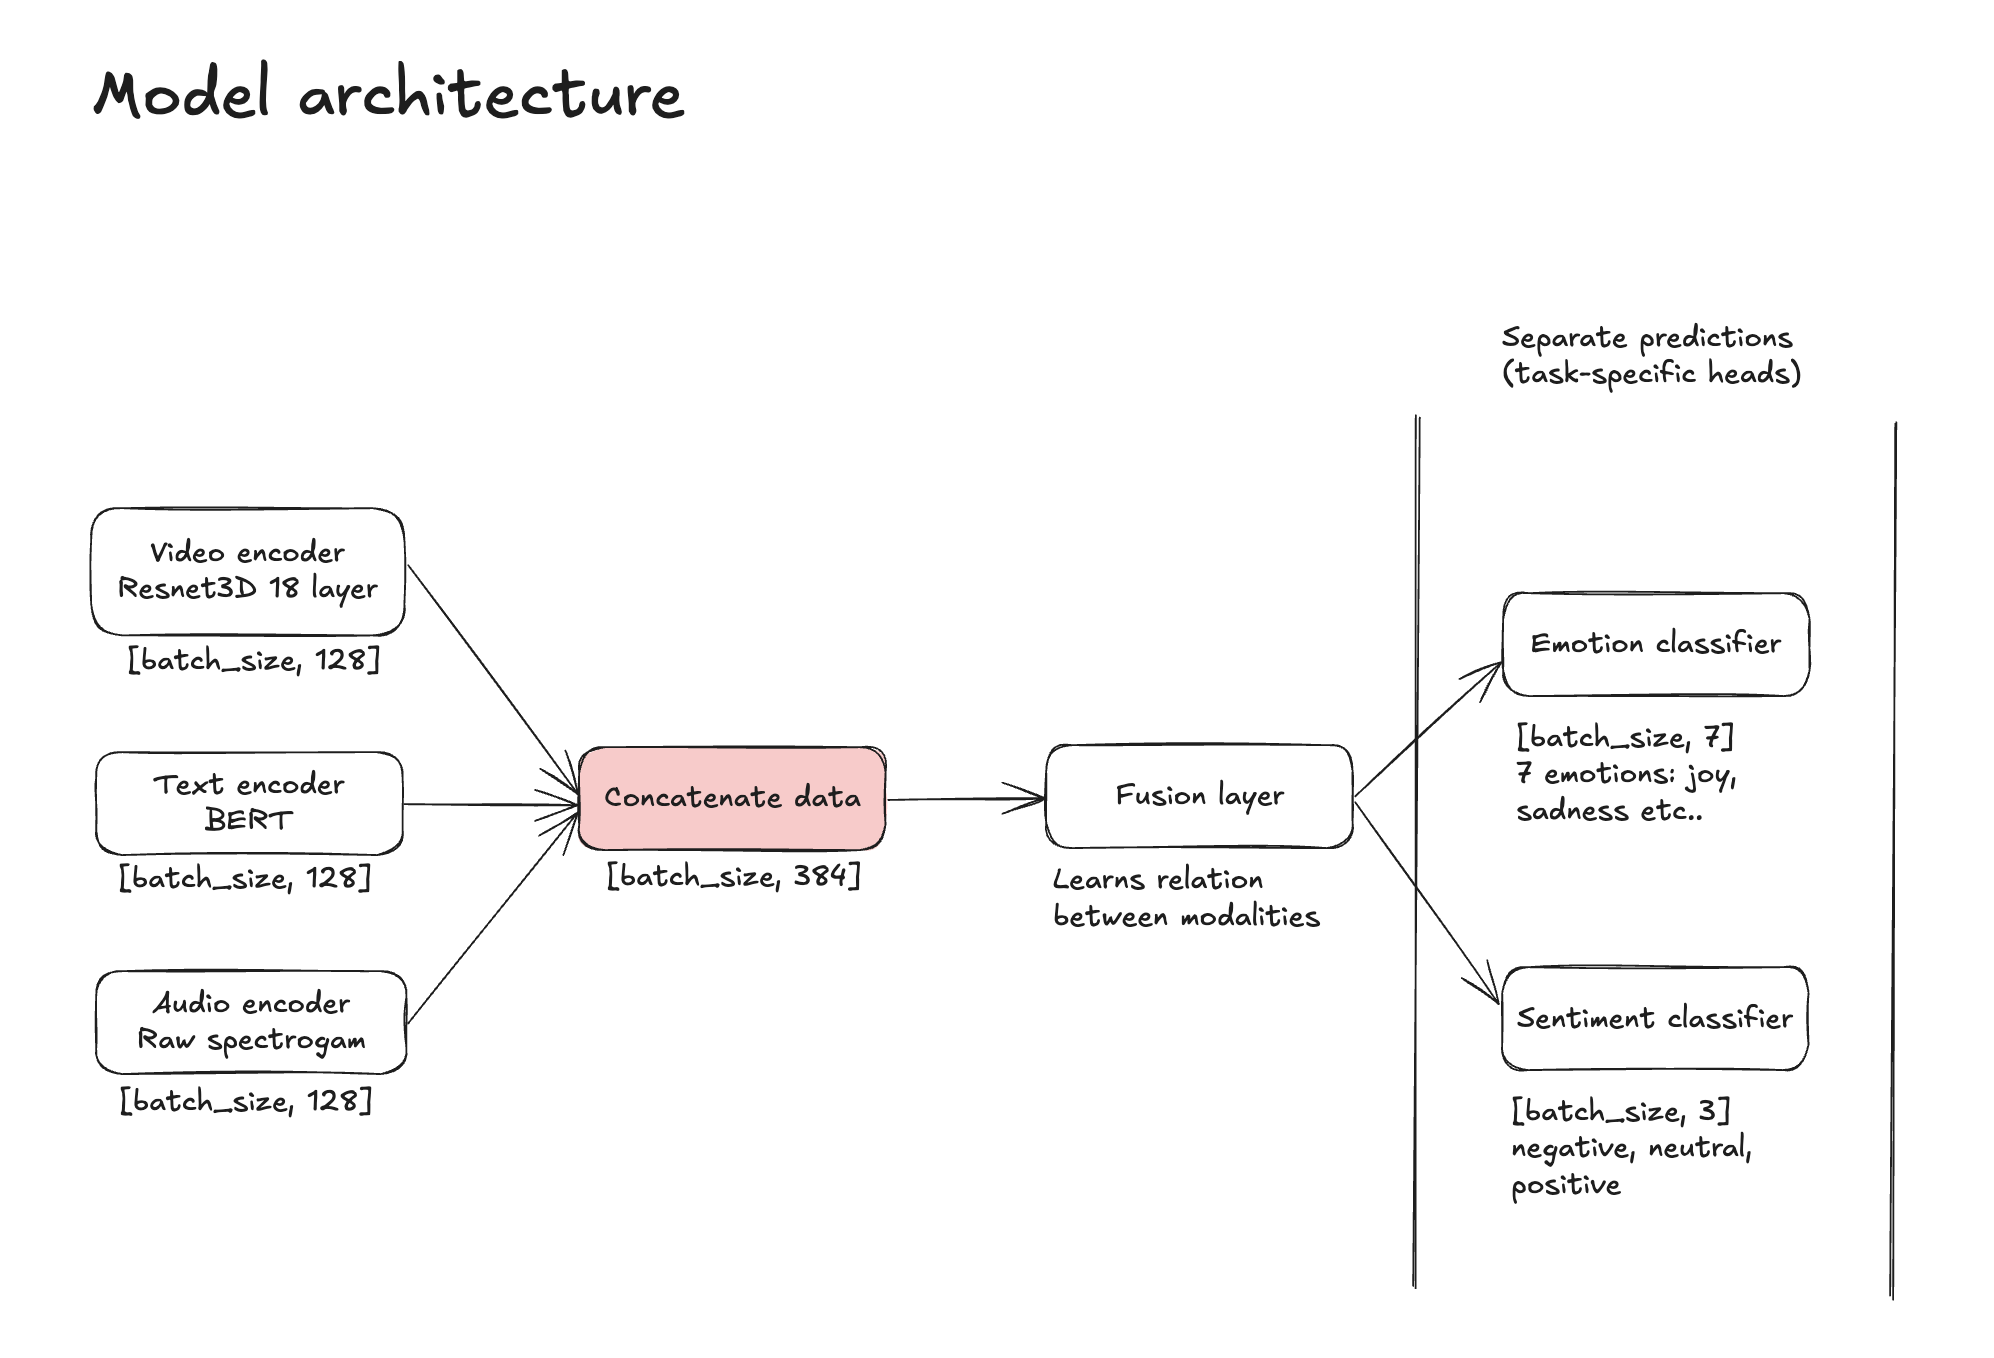 Model architecture
Separate predictions
(task-specific heads)
Video encoder
Resnet3D 18 layer
[batch_size, 128]
Text encoder
BERT
[batch_size, 128]
Audio encoder
Raw spectrogam
[batch_size, 128]
Concatenate data
[batch_size, 384]
Fusion layer
Learns relation
between modalities
Emotion classifier
[batch_size, 7]
7 emotions: joy,
sadness etc..
Sentiment classifier
[batch_size, 3]
negative, neutral,
positive